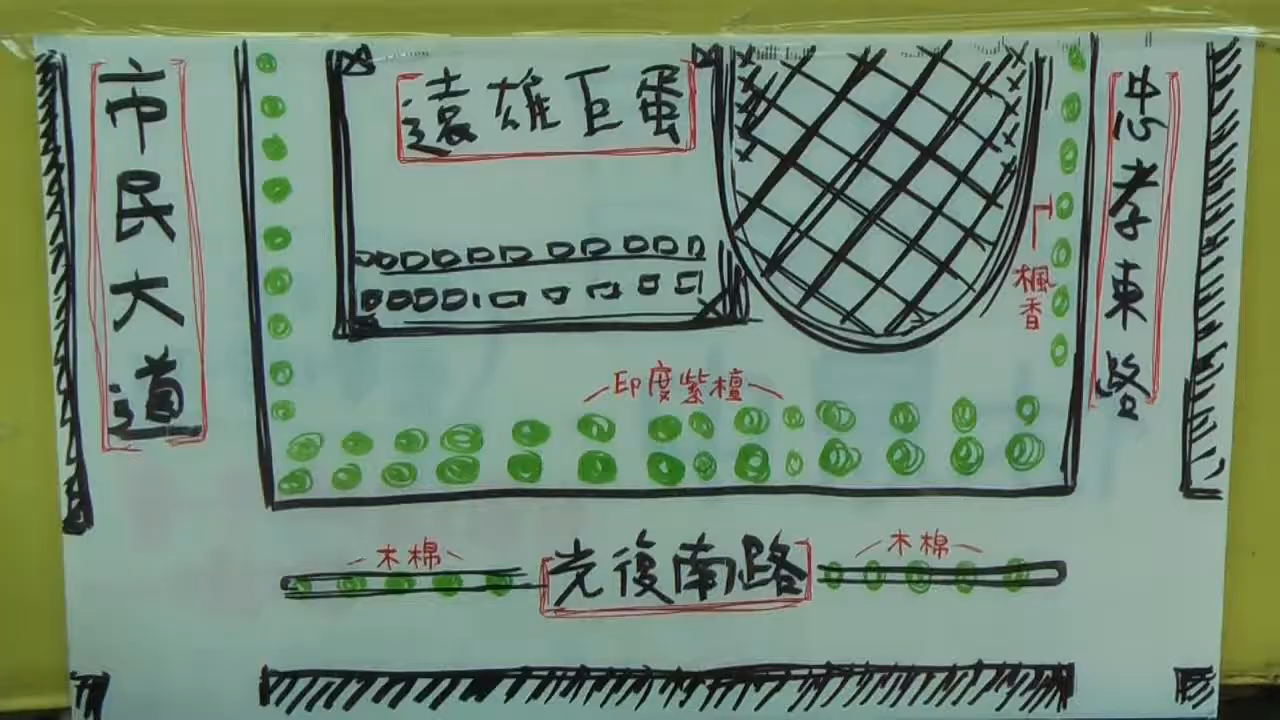 市民大道
遠雄巨蛋
忠孝東路
楓香
印度紫檀
木棉
光復南路
木棉